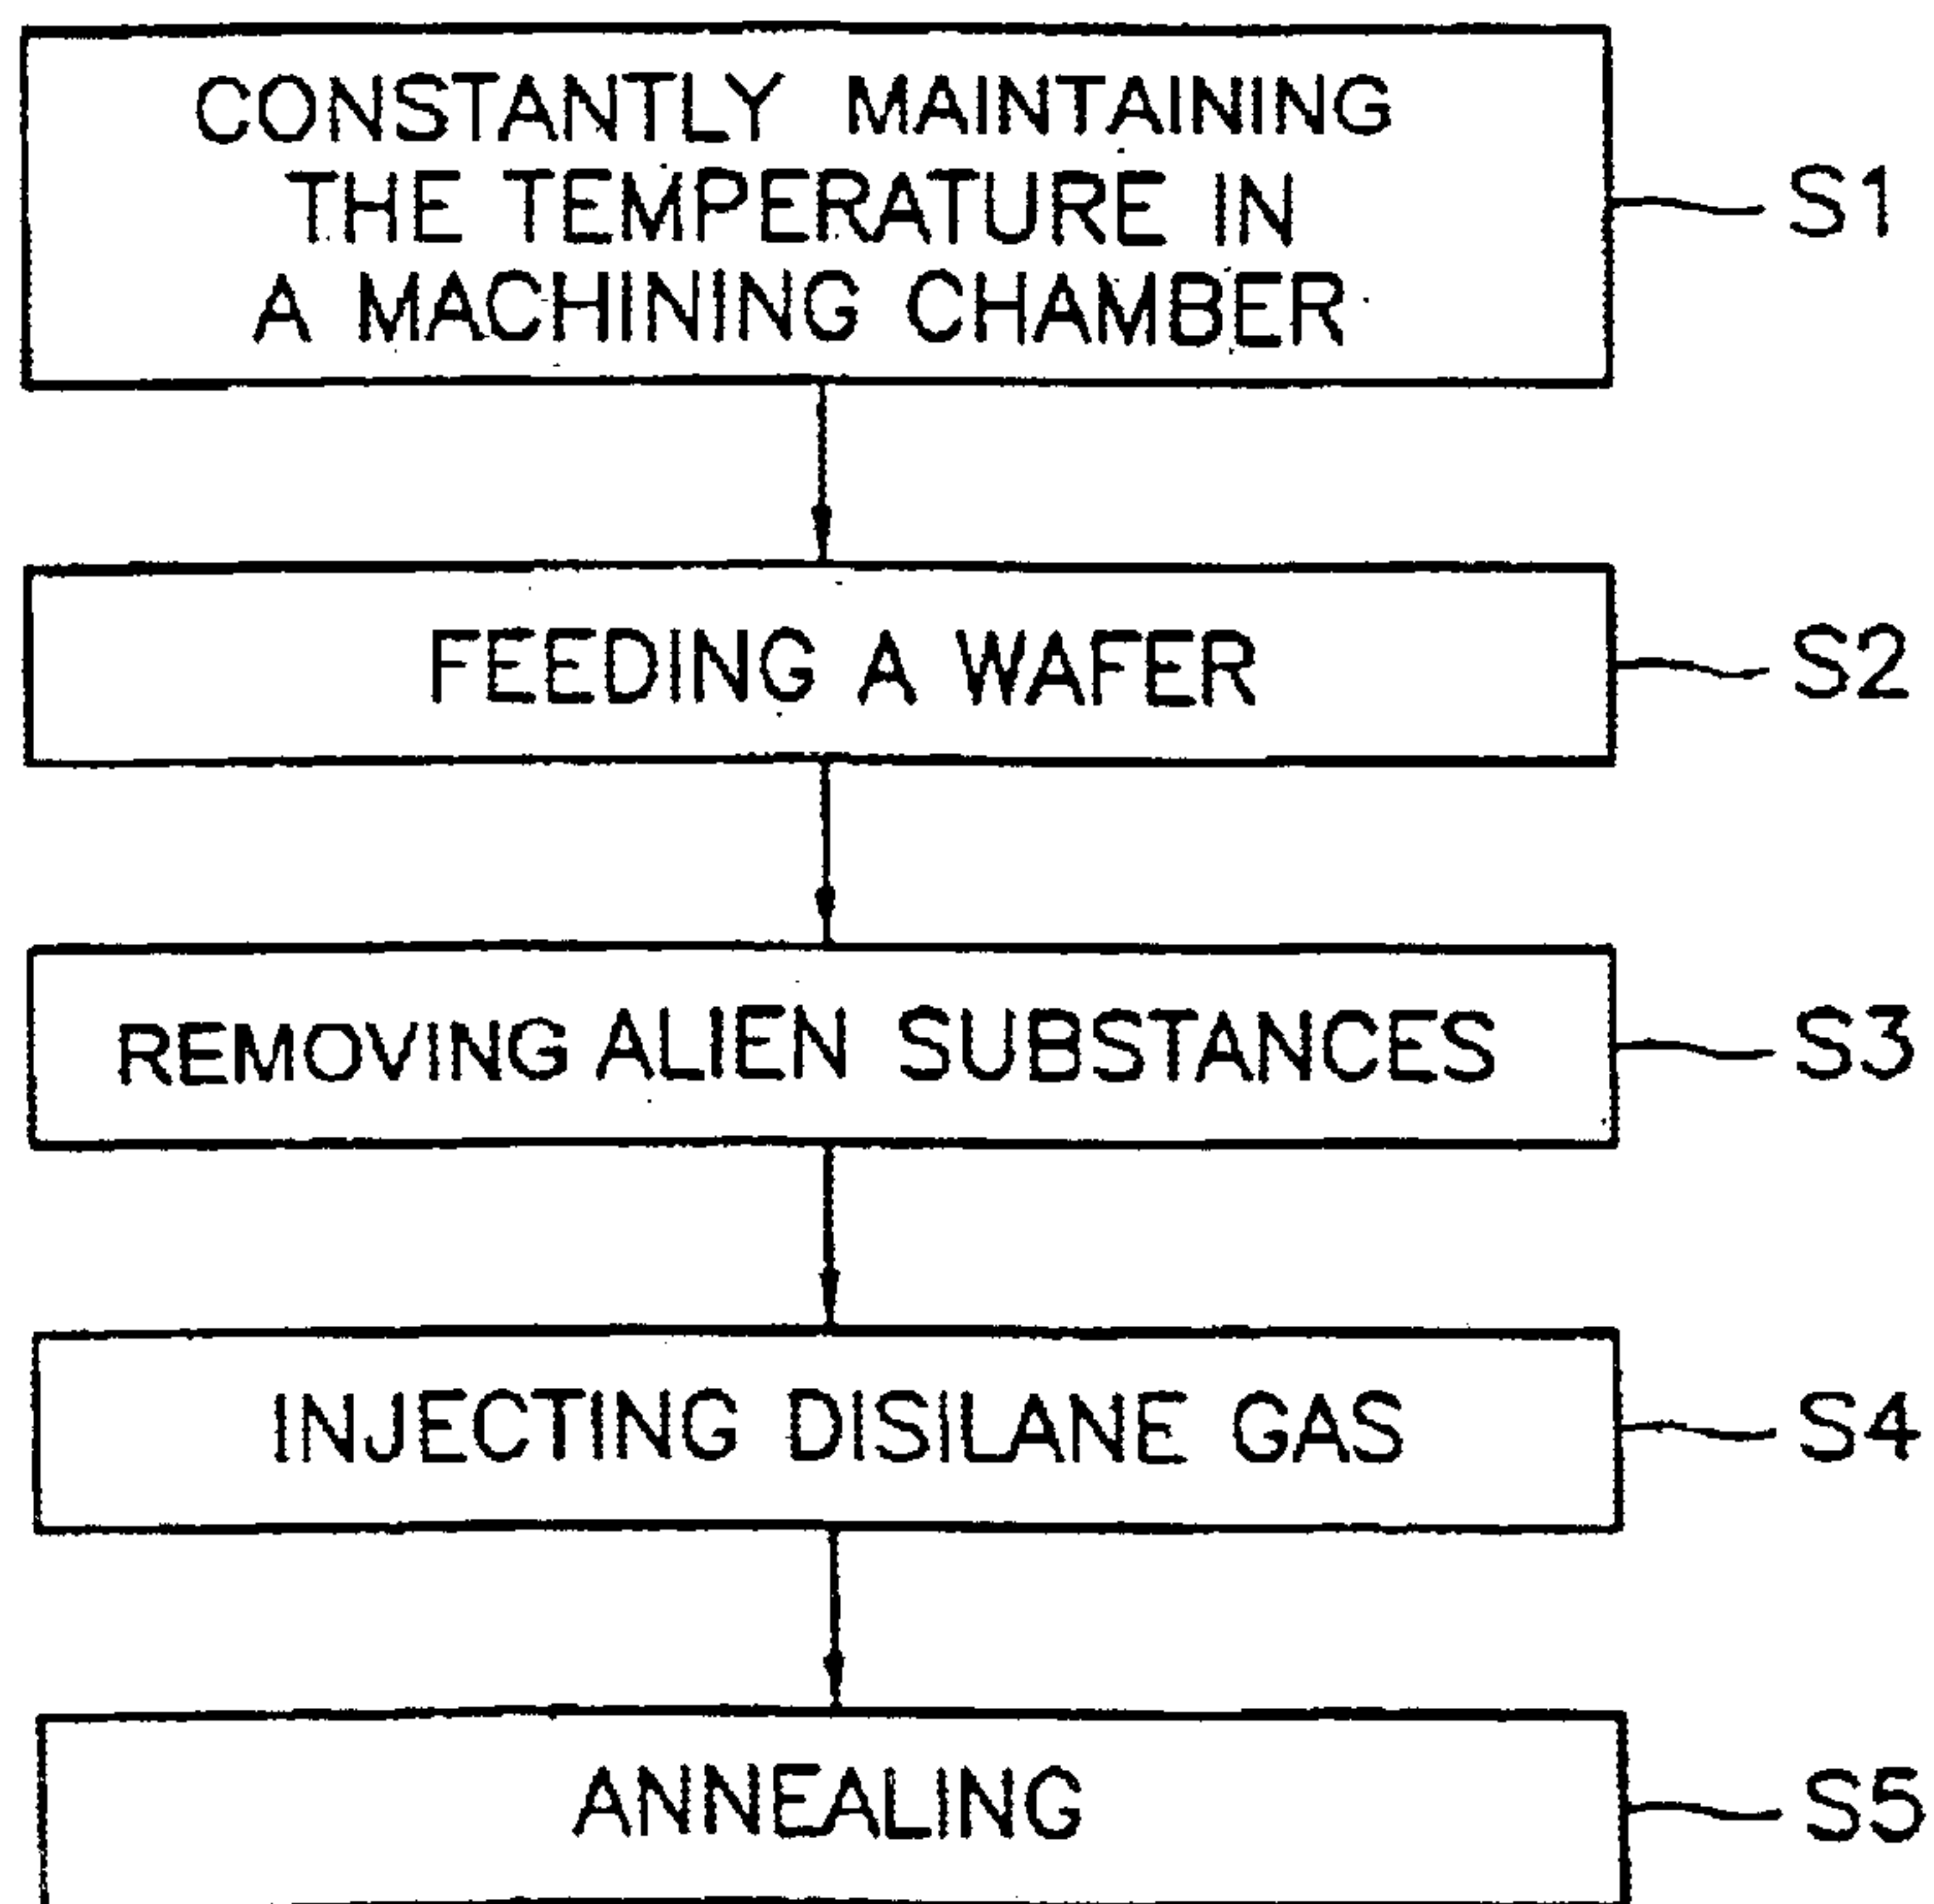 CONSTANTLY MAINTAINING
THE TEMPERATURE IN
A MACHINING CHAMBER
S1
FEEDING A WAFER
S2
REMOVING ALIEN SUBSTANCES
S3
INJECTING DISILANE GAS
S4
ANNEALING
S5